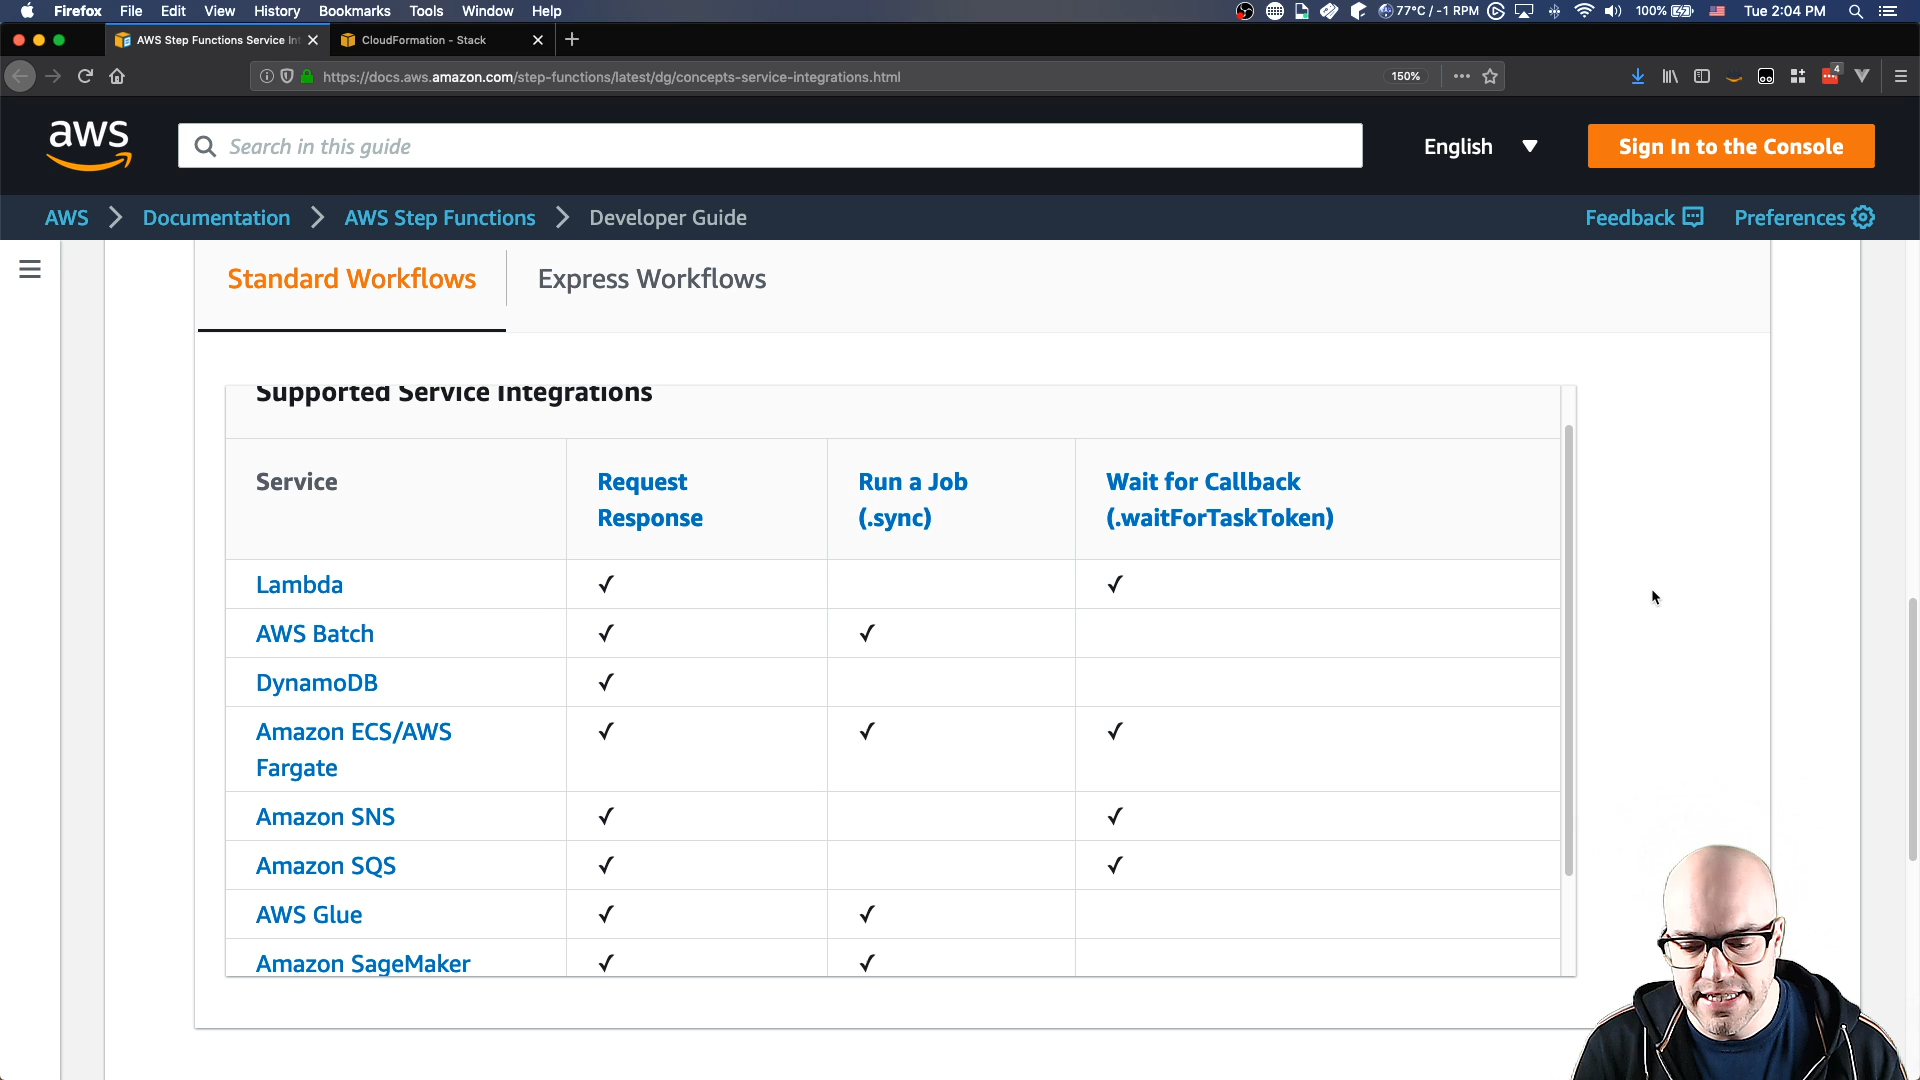 Firefox File Edit View History Bookmarks Tools Window Help 77°C / -1 RPM 100% Tue 2:04 PM
AWS Step Functions Service Int CloudFormation - Stack
https://docs.aws.amazon.com/step-functions/latest/dg/concepts-service-integrations.html 150% 4
aws Search in this guide English Sign In to the Console
AWS Documentation AWS Step Functions Developer Guide Feedback Preferences
Standard Workflows Express Workflows
Supported Service Integrations
Service Request Response Run a Job (.sync) Wait for Callback (.waitForTaskToken)
Lambda ✓ ✓
AWS Batch ✓ ✓
DynamoDB ✓
Amazon ECS/AWS Fargate ✓ ✓ ✓
Amazon SNS ✓ ✓
Amazon SQS ✓ ✓
AWS Glue ✓ ✓
Amazon SageMaker ✓ ✓